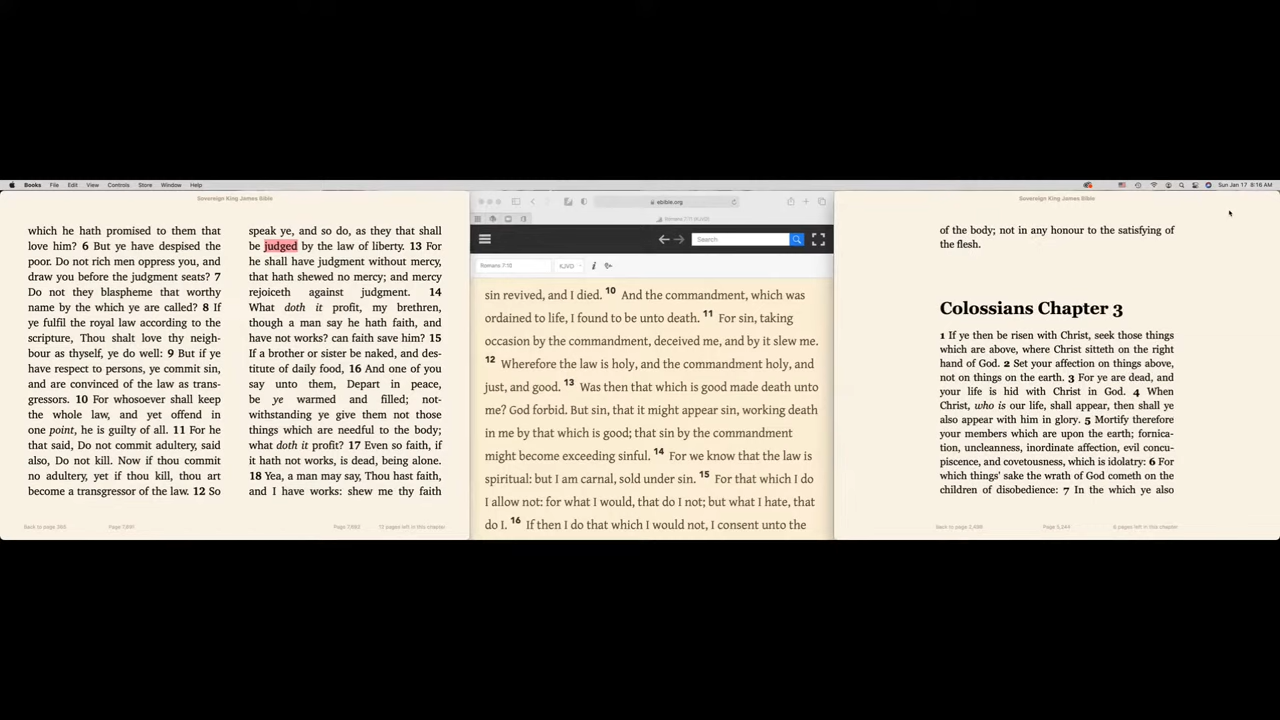 Books File Edit View Controls Store Window Help
Sun Jan 17 8:16 AM
Sovereign King James Bible
which he hath promised to them that
love him? 6 But ye have despised the
poor. Do not rich men oppress you, and
draw you before the judgment seats? 7
Do not they blaspheme that worthy
name by the which ye are called? 8 If
ye fulfil the royal law according to the
scripture, Thou shalt love thy neigh-
bour as thyself, ye do well: 9 But if ye
have respect to persons, ye commit sin,
and are convinced of the law as trans-
gressors. 10 For whosoever shall keep
the whole law, and yet offend in
one point, he is guilty of all. 11 For he
that said, Do not commit adultery, said
also, Do not kill. Now if thou commit
no adultery, yet if thou kill, thou art
become a transgressor of the law. 12 So
speak ye, and so do, as they that shall
be judged by the law of liberty. 13 For
he shall have judgment without mercy,
that hath shewed no mercy; and mercy
rejoiceth against judgment. 14
What doth it profit, my brethren,
though a man say he hath faith, and
have not works? can faith save him? 15
If a brother or sister be naked, and des-
titute of daily food, 16 And one of you
say unto them, Depart in peace,
be ye warmed and filled; not-
withstanding ye give them not those
things which are needful to the body;
what doth it profit? 17 Even so faith, if
it hath not works, is dead, being alone.
18 Yea, a man may say, Thou hast faith,
and I have works: shew me thy faith
ebible.org
Search
KJVD
sin revived, and I died. 10 And the commandment, which was
ordained to life, I found to be unto death. 11 For sin, taking
occasion by the commandment, deceived me, and by it slew me.
12 Wherefore the law is holy, and the commandment holy, and
just, and good. 13 Was then that which is good made death unto
me? God forbid. But sin, that it might appear sin, working death
in me by that which is good; that sin by the commandment
might become exceeding sinful. 14 For we know that the law is
spiritual: but I am carnal, sold under sin. 15 For that which I do
I allow not: for what I would, that do I not; but what I hate, that
do I. 16 If then I do that which I would not, I consent unto the
Sovereign King James Bible
of the body; not in any honour to the satisfying of
the flesh.
Colossians Chapter 3
1 If ye then be risen with Christ, seek those things
which are above, where Christ sitteth on the right
hand of God. 2 Set your affection on things above,
not on things on the earth. 3 For ye are dead, and
your life is hid with Christ in God. 4 When
Christ, who is our life, shall appear, then shall ye
also appear with him in glory. 5 Mortify therefore
your members which are upon the earth; fornica-
tion, uncleanness, inordinate affection, evil concu-
piscence, and covetousness, which is idolatry: 6 For
which things' sake the wrath of God cometh on the
children of disobedience: 7 In the which ye also